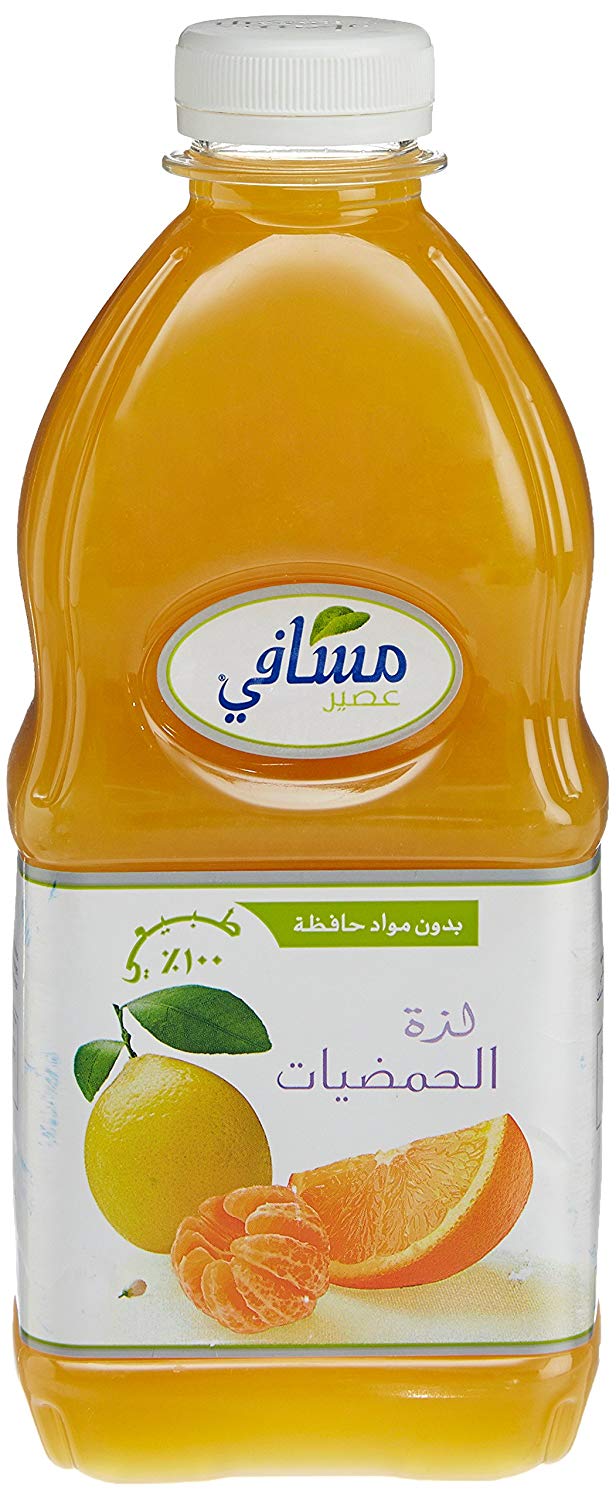 مسافي®
عصير
بدون مواد حافظة
طبيعي
١٠٠٪
لذة
الحمضيات